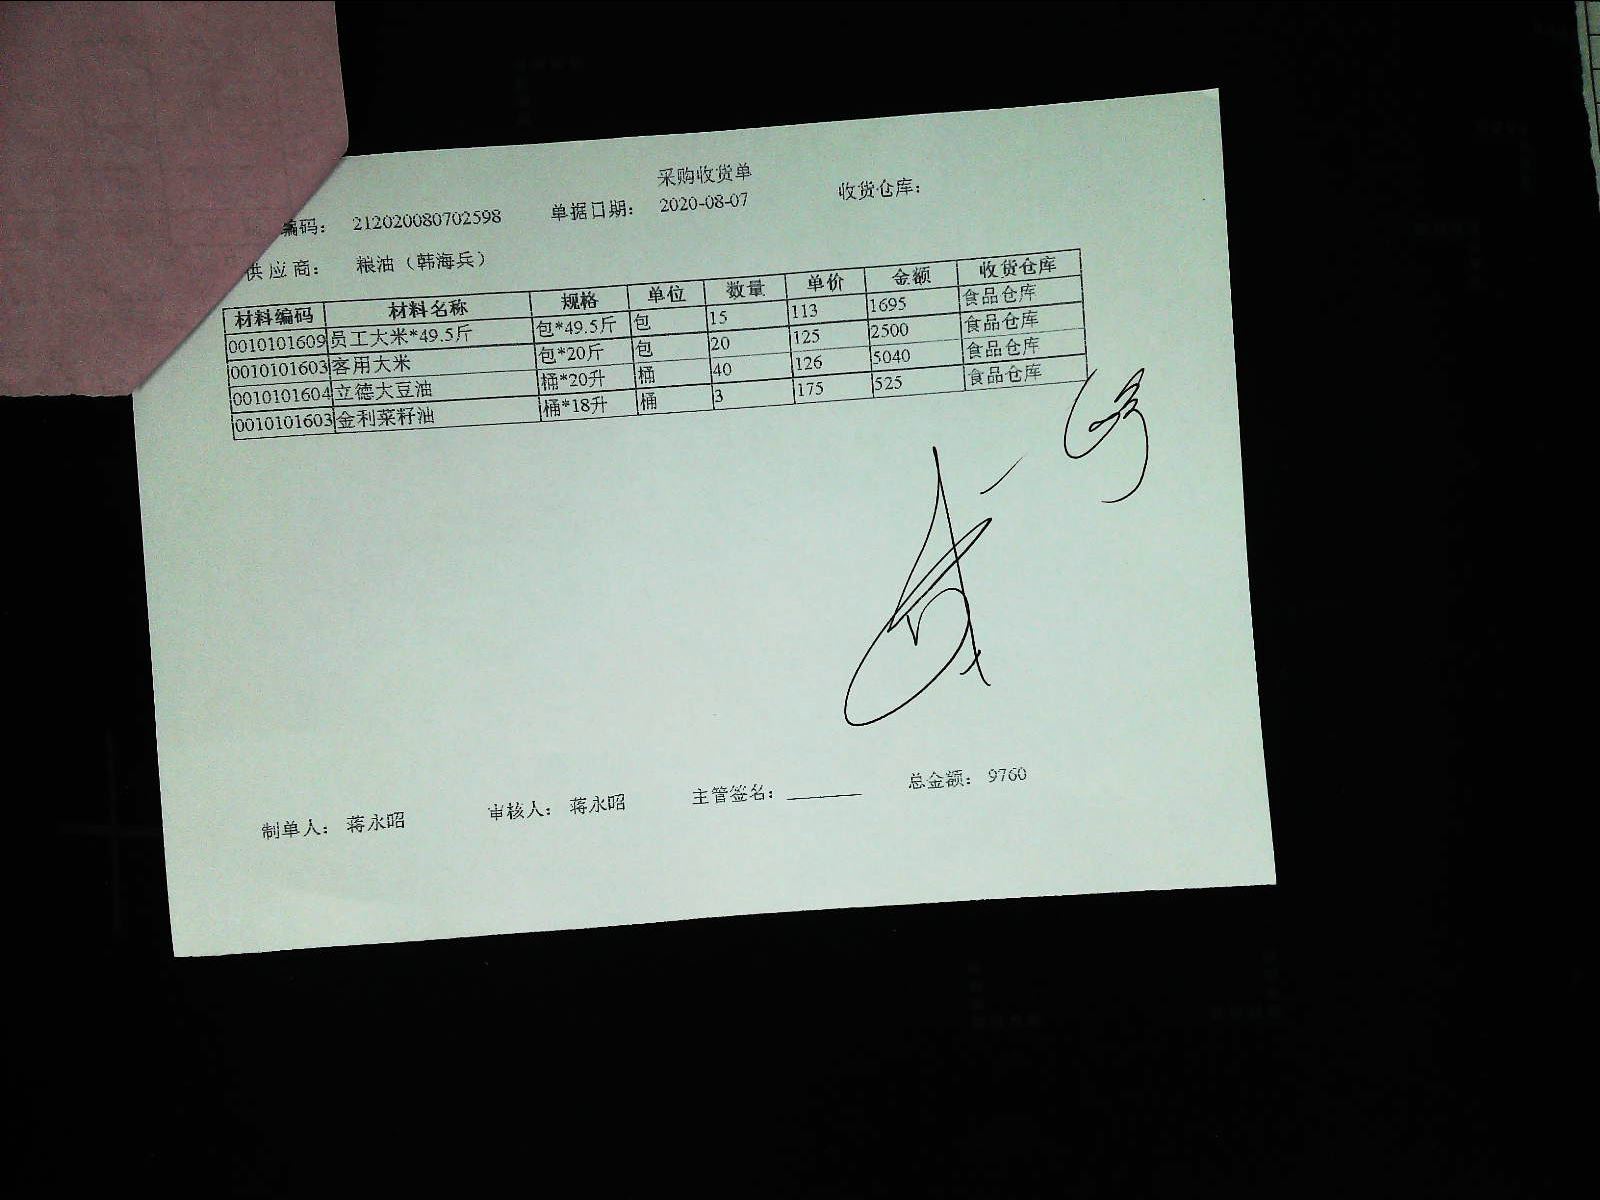 采购收货单
编码： 212020080702598 单据日期： 2020-08-07 收货仓库：
供应商： 粮油（韩海兵）
材料编码 材料名称 规格 单位 数量 单价 金额 收货仓库
0010101609 员工大米*49.5斤 包*49.5斤 包 15 113 1695 食品仓库
0010101603 客用大米 包*20斤 包 20 125 2500 食品仓库
0010101604 立德大豆油 桶*20升 桶 40 126 5040 食品仓库
0010101603 金利菜籽油 桶*18升 桶 3 175 525 食品仓库
制单人： 蒋永昭 审核人： 蒋永昭 主管签名： 总金额： 9760